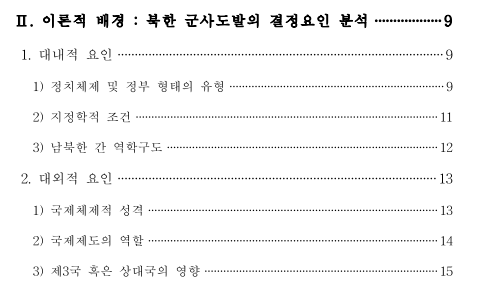 Ⅱ. 이론적 배경 : 북한 군사도발의 결정요인 분석 ················· 9
1. 대내적 요인 ································································ 9
1) 정치체제 및 정부 형태의 유형 ········································ 9
2) 지정학적 조건 ···························································· 11
3) 남북한 간 역학구도 ····················································· 12
2. 대외적 요인 ······························································ 13
1) 국제체제적 성격 ························································· 13
2) 국제제도의 역할 ························································· 14
3) 제3국 혹은 상대국의 영향 ············································ 15